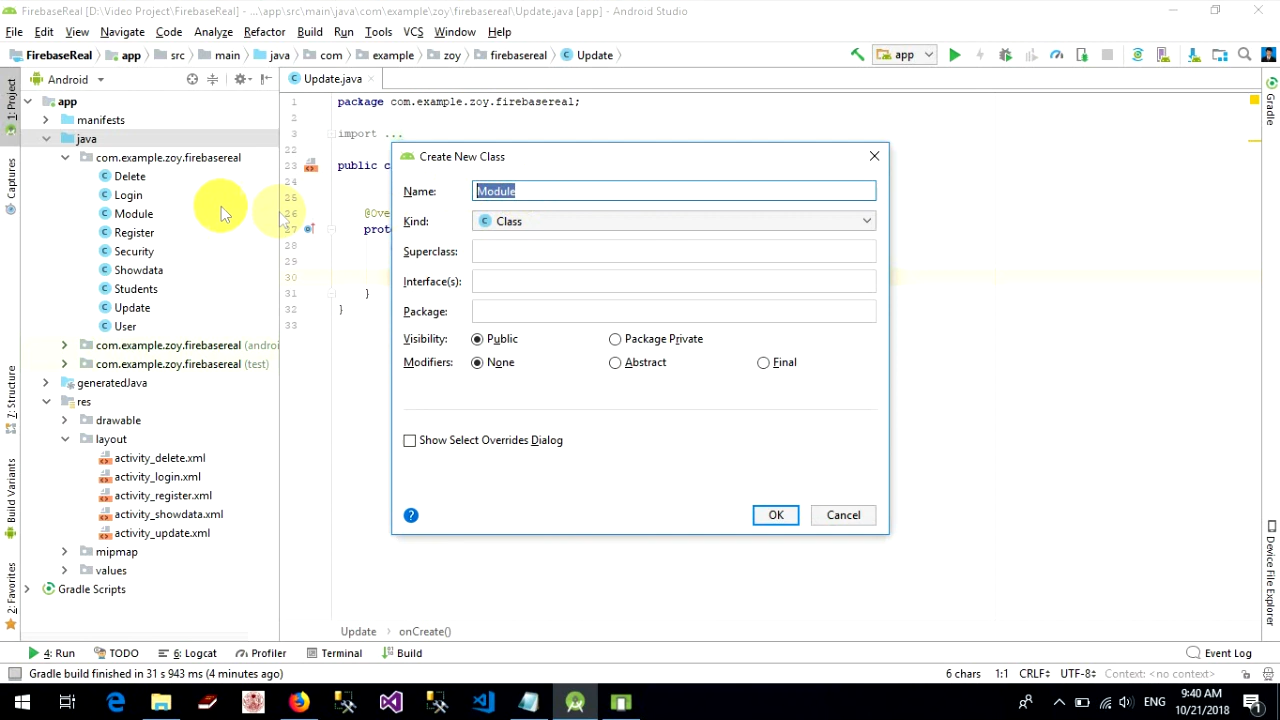 FirebaseReal [D:\Video Project\FirebaseReal] - ...\app\src\main\java\com\example\zoy\firebasereal\Update.java [app] - Android Studio
File Edit View Navigate Code Analyze Refactor Build Run Tools VCS Window Help
FirebaseReal app src main java com example zoy firebasereal Update app
Android Update.java
1: Project
Captures
7: Structure
Build Variants
2: Favorites
app
manifests
java
com.example.zoy.firebasereal
Delete
Login
Module
Register
Security
Showdata
Students
Update
User
com.example.zoy.firebasereal (androi
com.example.zoy.firebasereal (test)
generatedJava
res
drawable
layout
activity_delete.xml
activity_login.xml
activity_register.xml
activity_showdata.xml
activity_update.xml
mipmap
values
Gradle Scripts
1 package com.example.zoy.firebasereal;
2
3 import ...
22
23 public c
24
25
26 @Ove
27 prot
28
29
30
31 }
32 }
33
Create New Class
Name: Module
Kind: Class
Superclass:
Interface(s):
Package:
Visibility: Public Package Private
Modifiers: None Abstract Final
Show Select Overrides Dialog
? OK Cancel
Gradle
Device File Explorer
Update onCreate()
4: Run TODO 6: Logcat Profiler Terminal Build Event Log
Gradle build finished in 31 s 943 ms (4 minutes ago) 6 chars 1:1 CRLF UTF-8 Context: <no context>
ENG 9:40 AM
10/21/2018 1